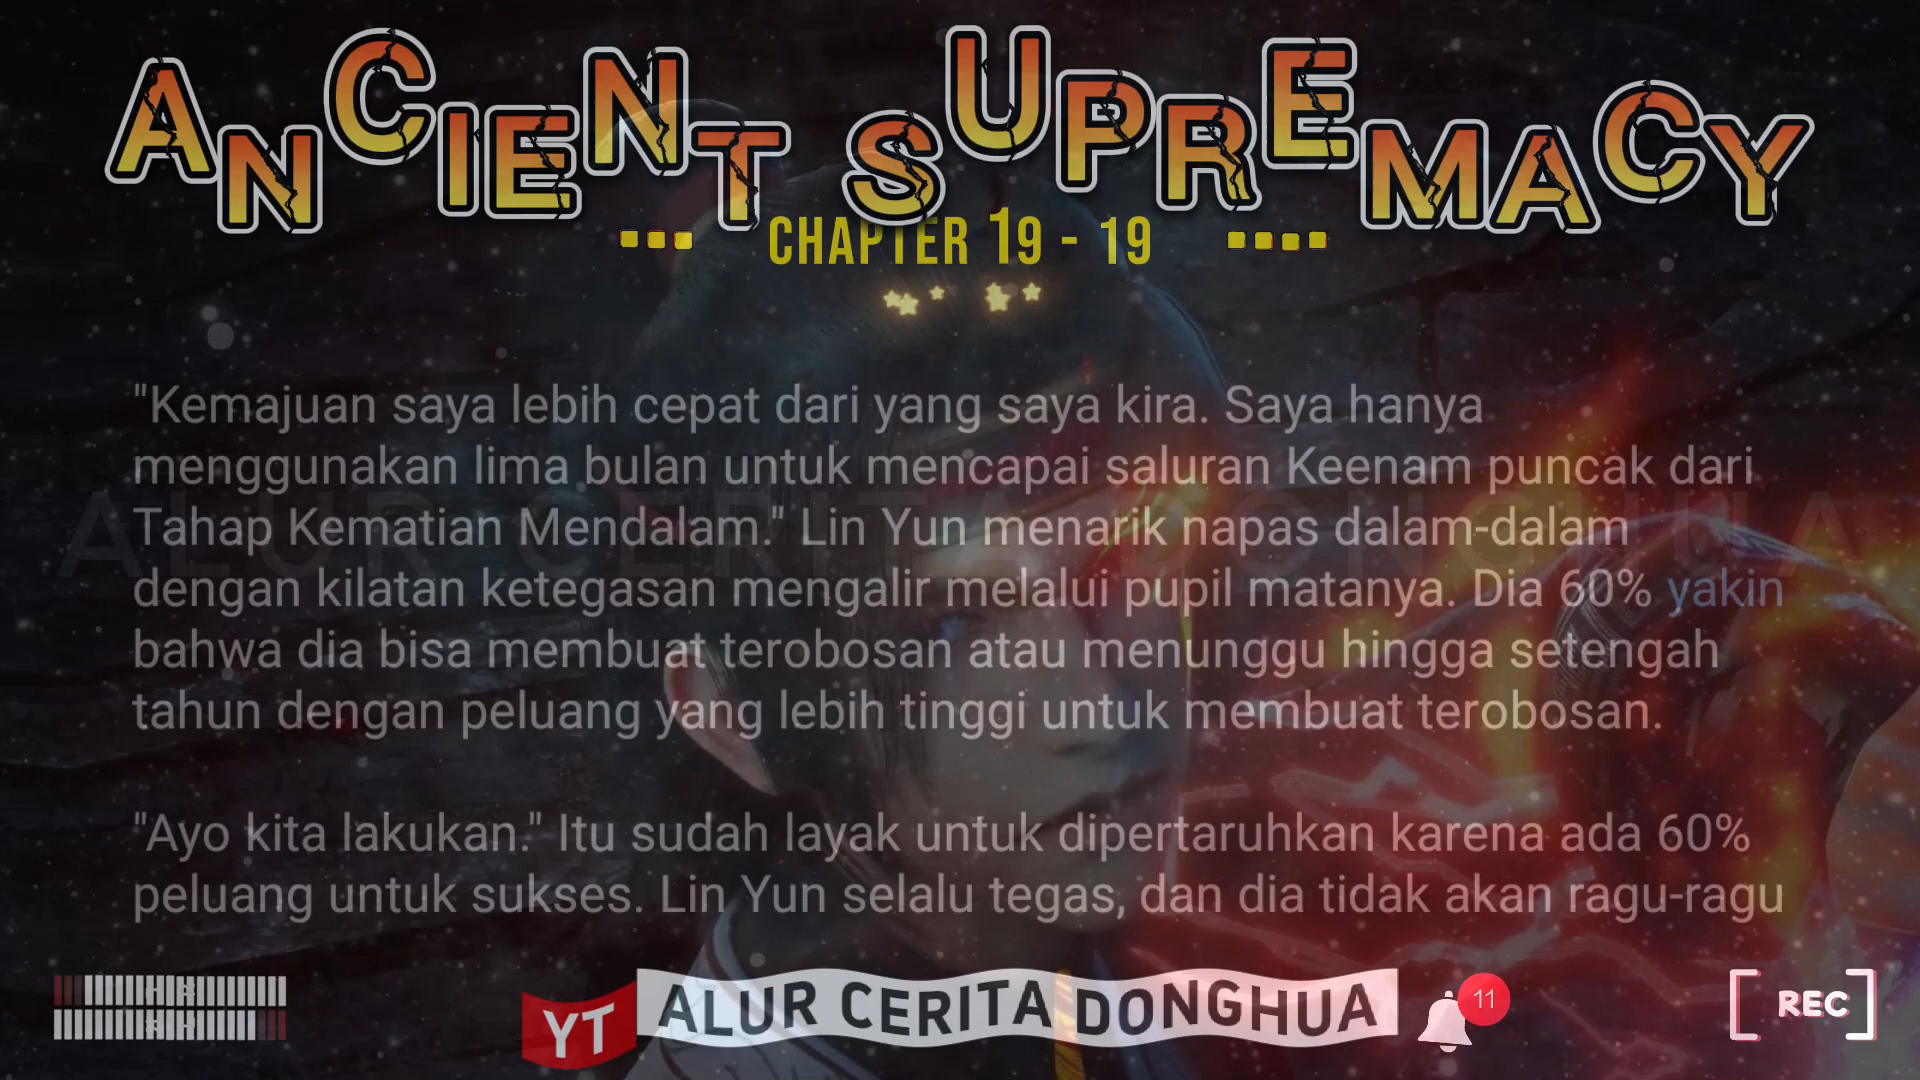 ANCIENT SUPREMACY
CHAPTER 19 - 19
"Kemajuan saya lebih cepat dari yang saya kira. Saya hanya
menggunakan lima bulan untuk mencapai saluran Keenam puncak dari
Tahap Kematian Mendalam." Lin Yun menarik napas dalam-dalam
ALUR CERITA DONGHUA
dengan kilatan ketegasan mengalir melalui pupil matanya. Dia 60% yakin
bahwa dia bisa membuat terobosan atau menunggu hingga setengah
tahun dengan peluang yang lebih tinggi untuk membuat terobosan.
"Ayo kita lakukan." Itu sudah layak untuk dipertaruhkan karena ada 60%
peluang untuk sukses. Lin Yun selalu tegas, dan dia tidak akan ragu-ragu
YT ALUR CERITA DONGHUA 11
[ REC ]